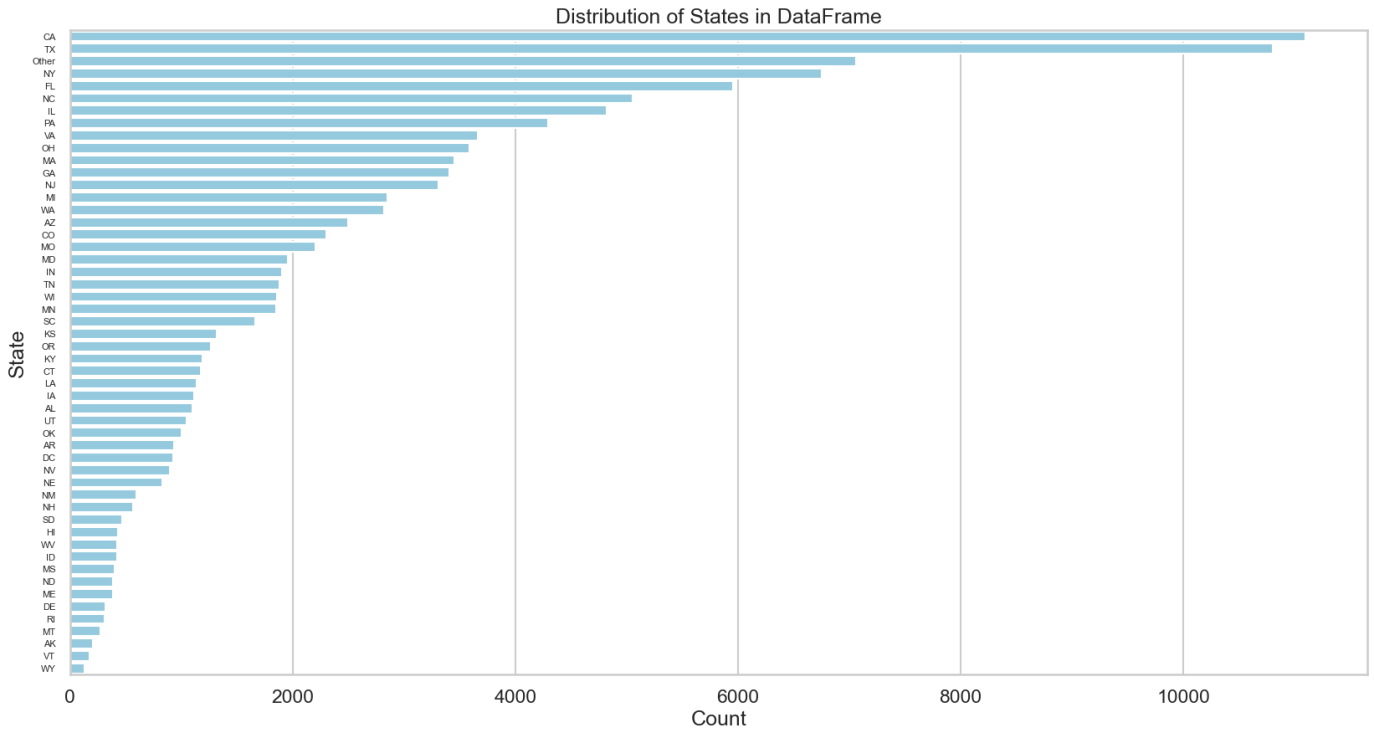 Distribution of States in DataFrame
CA
TX
Other
NY
FL
NC
IL
PA
VA
OH
MA
GA
NJ
MI
WA
AZ
CO
MO
MD
IN
TN
WI
MN
SC
KS
OR
KY
CT
LA
IA
AL
UT
OK
AR
DC
NV
NE
NM
NH
SD
HI
WV
ID
MS
ND
ME
DE
RI
MT
AK
VT
WY
State
0 2000 4000 6000 8000 10000
Count